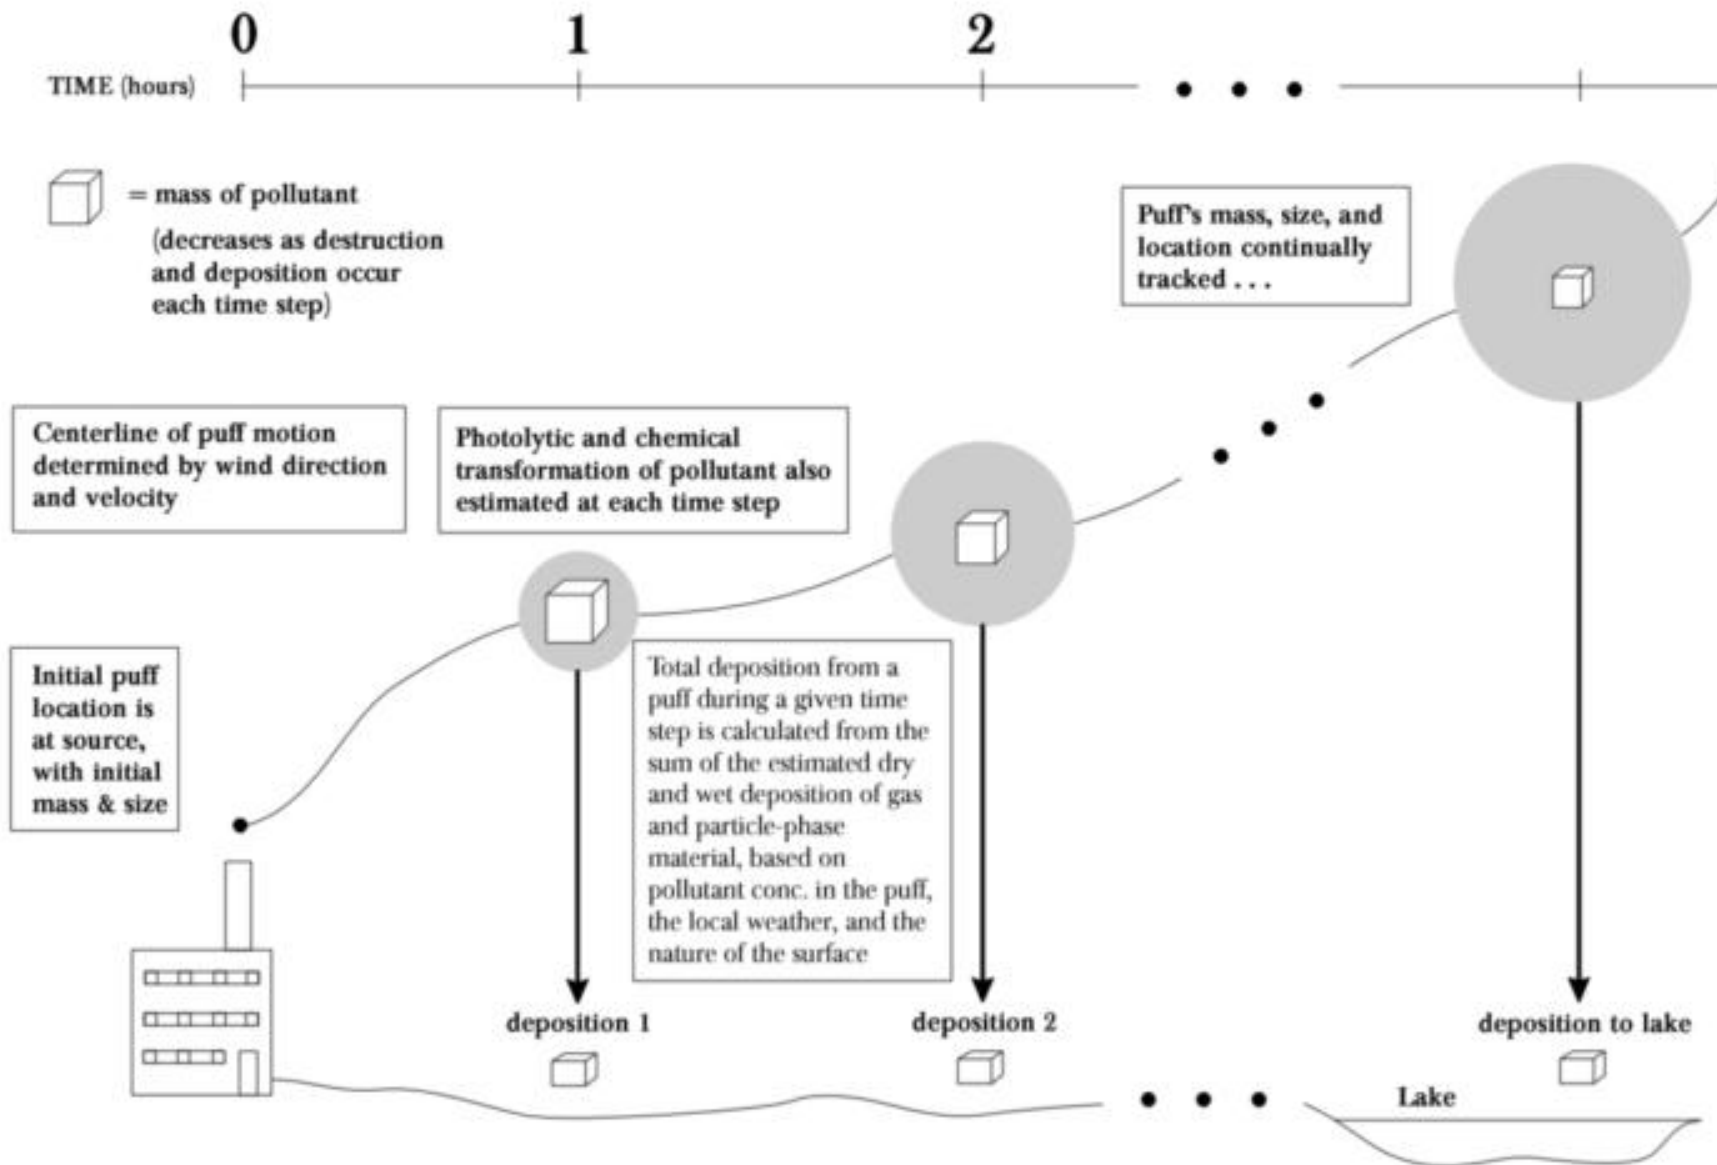 0 1 2
TIME (hours)
= mass of pollutant
(decreases as destruction
and deposition occur
each time step)
Puff's mass, size, and
location continually
tracked . . .
Centerline of puff motion
determined by wind direction
and velocity
Photolytic and chemical
transformation of pollutant also
estimated at each time step
Initial puff
location is
at source,
with initial
mass & size
Total deposition from a
puff during a given time
step is calculated from the
sum of the estimated dry
and wet deposition of gas
and particle-phase
material, based on
pollutant conc. in the puff,
the local weather, and the
nature of the surface
deposition 1
deposition 2
deposition to lake
Lake